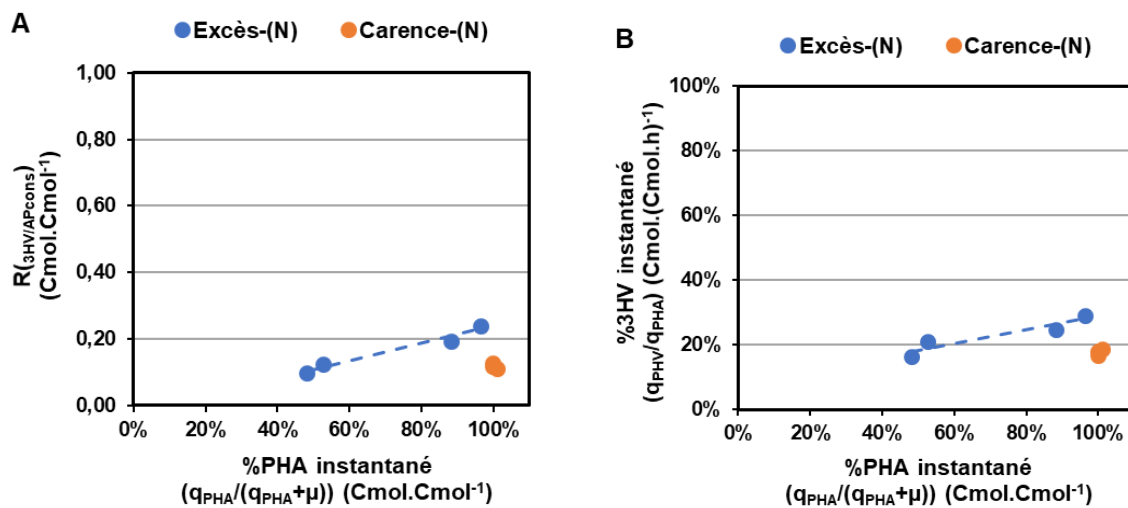 A
Excès-(N) Carence-(N)
R(3HV/APcons)
(Cmol.Cmol-1)
1,00
0,80
0,60
0,40
0,20
0,00
0% 20% 40% 60% 80% 100%
%PHA instantané
(qPHA/(qPHA+µ)) (Cmol.Cmol-1)
B
Excès-(N) Carence-(N)
%3HV instantané
(qPHV/qPHA) (Cmol.(Cmol.h)-1)
100%
80%
60%
40%
20%
0%
0% 20% 40% 60% 80% 100%
%PHA instantané
(qPHA/(qPHA+µ)) (Cmol.Cmol-1)